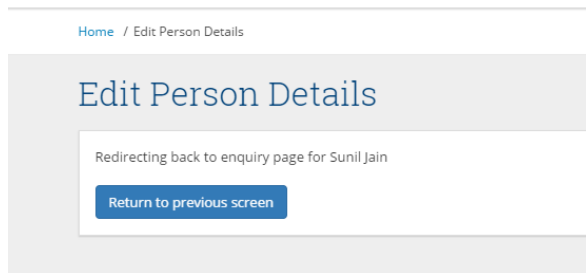 Home / Edit Person Details
Edit Person Details
Redirecting back to enquiry page for Sunil Jain
Return to previous screen